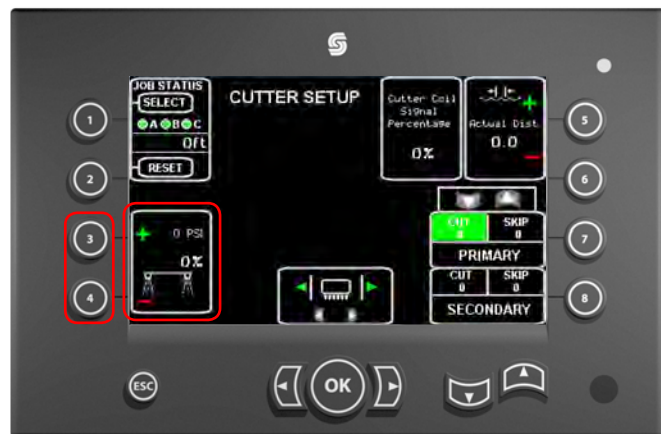 JOB STATUS
SELECT
A B C
0ft
RESET
CUTTER SETUP
Cutter Coil
Signal
Percentage
0%
Actual Dist.
0.0
0 PSI
0%
CUT SKIP
0 0
PRIMARY
CUT SKIP
0 0
SECONDARY
1
2
3
4
5
6
7
8
ESC
OK